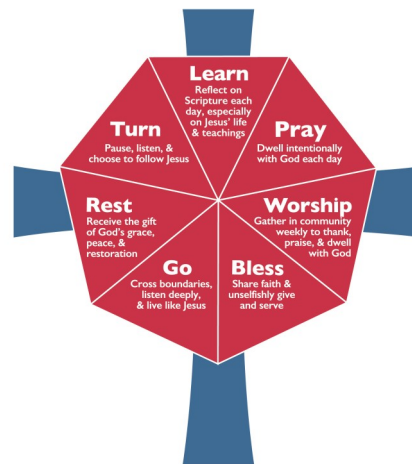 Learn
Reflect on
Scripture each
day, especially
on Jesus’ life
& teachings
Turn
Pause, listen, &
choose to follow Jesus
Pray
Dwell intentionally
with God each day
Rest
Receive the gift
of God’s grace,
peace, &
restoration
Worship
Gather in community
weekly to thank,
praise, & dwell
with God
Go
Cross boundaries,
listen deeply,
& live like Jesus
Bless
Share faith &
unselfishly give
and serve